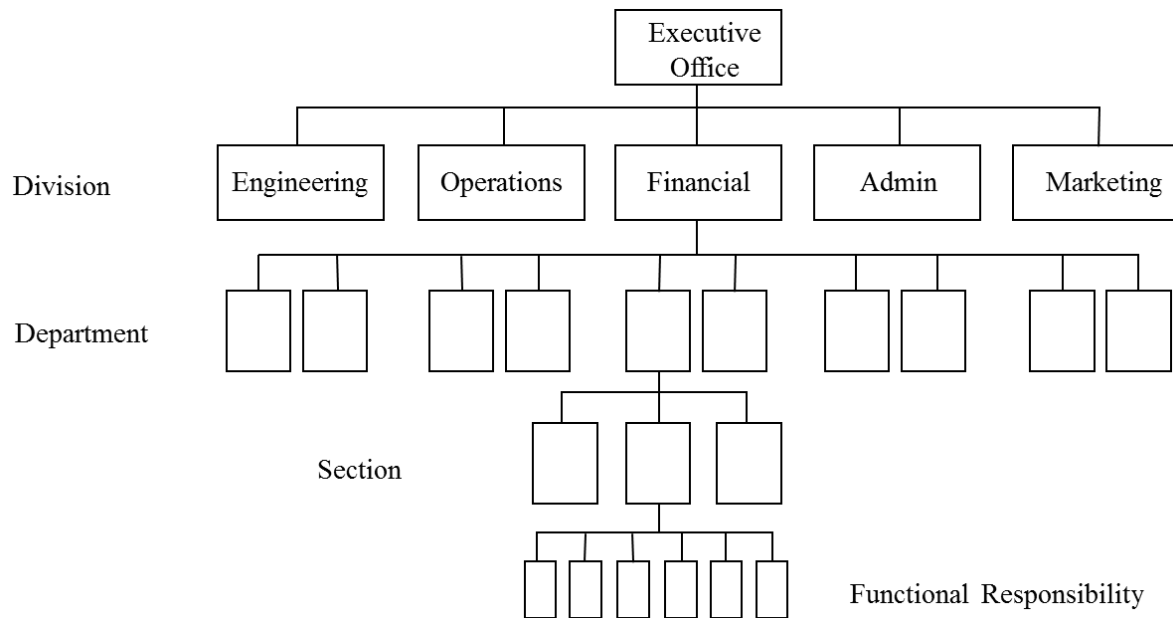 Executive
Office
Division
Engineering
Operations
Financial
Admin
Marketing
Department
Section
Functional Responsibility